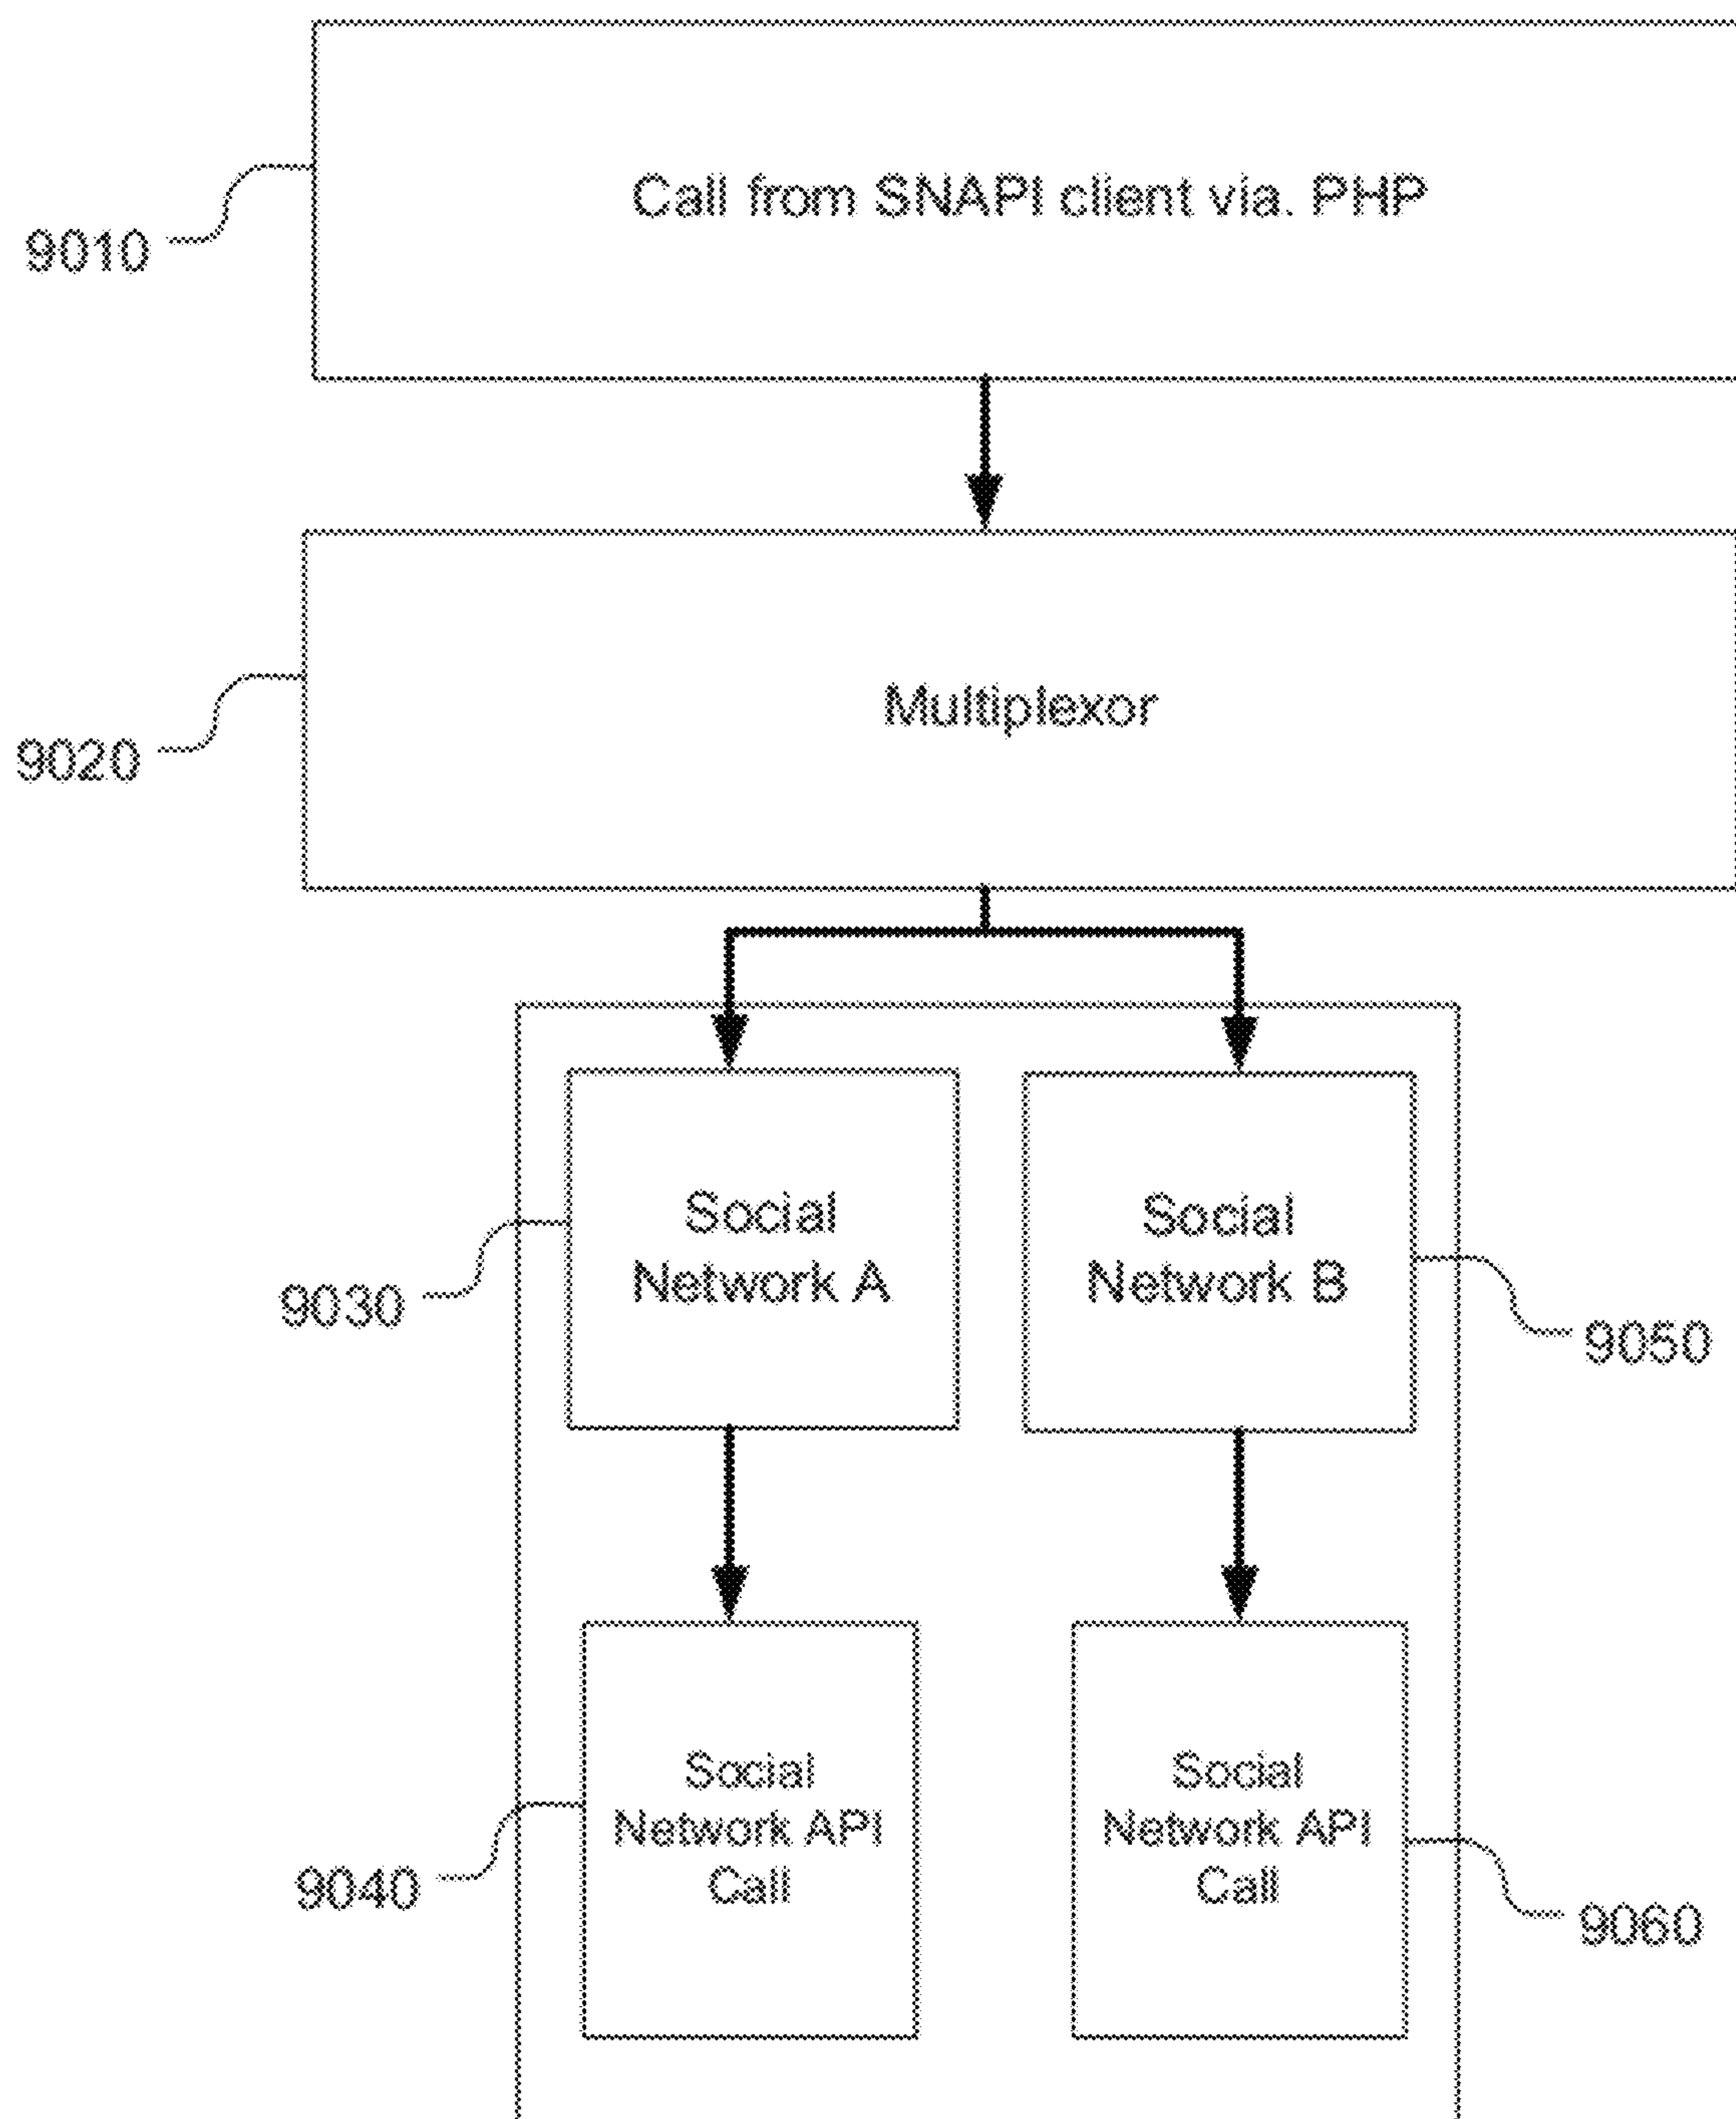 Call from SNAPI client via. PHP
9010
Multiplexor
9020
Social
Network A
9030
Social
Network B
9050
Social
Network API
Call
9040
Social
Network API
Call
9060